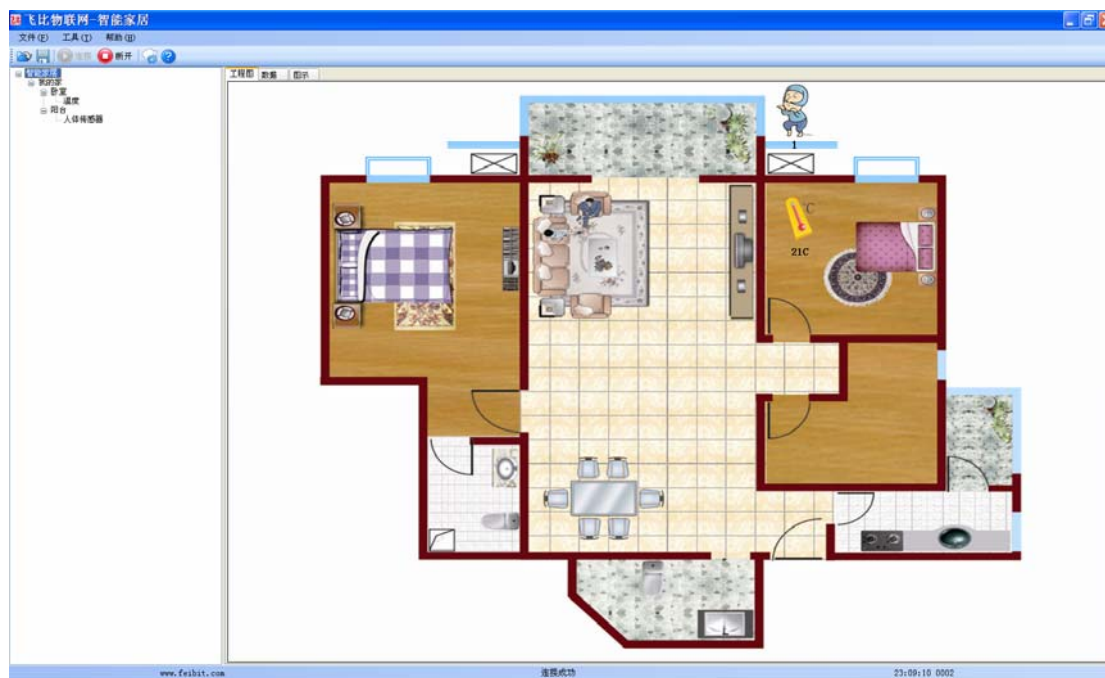 飞比物联网-智能家居
文件(F) 工具(T) 帮助(H)
连接 断开
智能家居
我的家
卧室
温度
阳台
人体传感器
工程图 数据 图示
1
C
21C
www.feibit.com 连接成功 23:09:10 0002